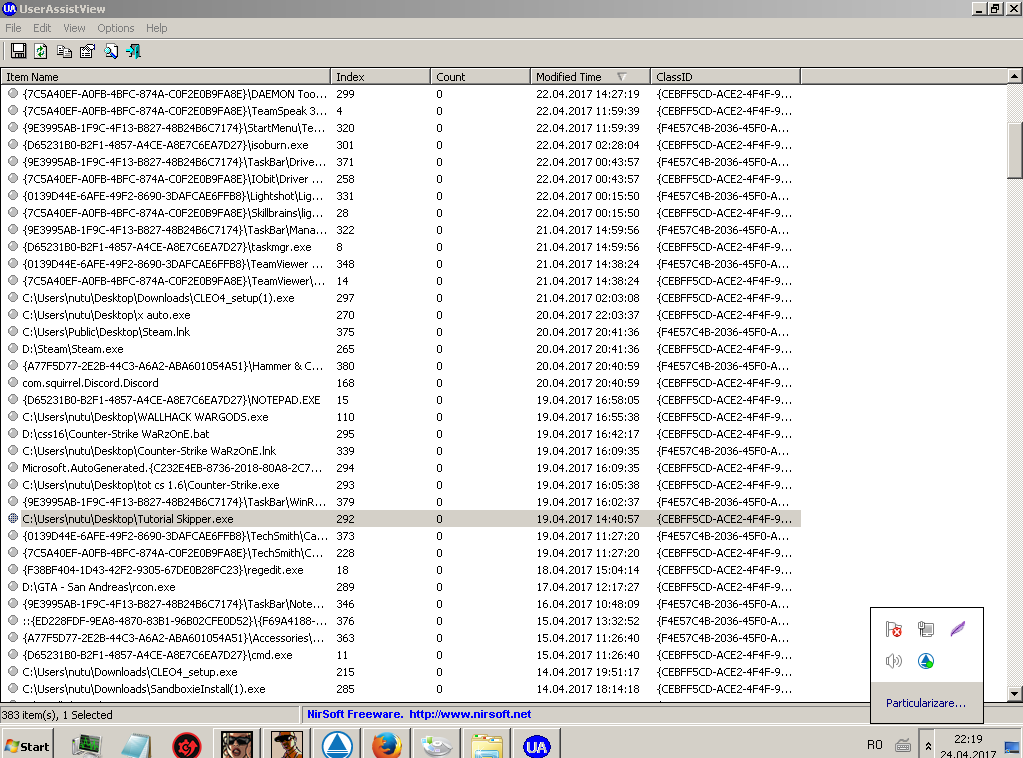 UserAssistView
File Edit View Options Help
Item Name Index Count Modified Time ClassID
{7C5A40EF-A0FB-4BFC-874A-C0F2E0B9FA8E}\DAEMON Too... 299 0 22.04.2017 14:27:19 {CEBFF5CD-ACE2-4F4F-9...
{7C5A40EF-A0FB-4BFC-874A-C0F2E0B9FA8E}\TeamSpeak 3... 4 0 22.04.2017 11:59:39 {CEBFF5CD-ACE2-4F4F-9...
{9E3995AB-1F9C-4F13-B827-48B24B6C7174}\StartMenu\Te... 320 0 22.04.2017 11:59:39 {F4E57C4B-2036-45F0-A...
{D65231B0-B2F1-4857-A4CE-A8E7C6EA7D27}\isoburn.exe 301 0 22.04.2017 02:28:04 {CEBFF5CD-ACE2-4F4F-9...
{9E3995AB-1F9C-4F13-B827-48B24B6C7174}\TaskBar\Drive... 371 0 22.04.2017 00:43:57 {F4E57C4B-2036-45F0-A...
{7C5A40EF-A0FB-4BFC-874A-C0F2E0B9FA8E}\IObit\Driver ... 258 0 22.04.2017 00:43:57 {CEBFF5CD-ACE2-4F4F-9...
{0139D44E-6AFE-49F2-8690-3DAFCAE6FFB8}\Lightshot\Lig... 331 0 22.04.2017 00:15:50 {F4E57C4B-2036-45F0-A...
{7C5A40EF-A0FB-4BFC-874A-C0F2E0B9FA8E}\Skillbrains\lig... 28 0 22.04.2017 00:15:50 {CEBFF5CD-ACE2-4F4F-9...
{9E3995AB-1F9C-4F13-B827-48B24B6C7174}\TaskBar\Mana... 322 0 21.04.2017 14:59:56 {F4E57C4B-2036-45F0-A...
{D65231B0-B2F1-4857-A4CE-A8E7C6EA7D27}\taskmgr.exe 8 0 21.04.2017 14:59:56 {CEBFF5CD-ACE2-4F4F-9...
{0139D44E-6AFE-49F2-8690-3DAFCAE6FFB8}\TeamViewer ... 348 0 21.04.2017 14:38:24 {F4E57C4B-2036-45F0-A...
{7C5A40EF-A0FB-4BFC-874A-C0F2E0B9FA8E}\TeamViewer\... 14 0 21.04.2017 14:38:24 {CEBFF5CD-ACE2-4F4F-9...
C:\Users\nutu\Desktop\Downloads\CLEO4_setup(1).exe 297 0 21.04.2017 02:03:08 {CEBFF5CD-ACE2-4F4F-9...
C:\Users\nutu\Desktop\x auto.exe 270 0 20.04.2017 22:03:37 {CEBFF5CD-ACE2-4F4F-9...
C:\Users\Public\Desktop\Steam.lnk 375 0 20.04.2017 20:41:36 {F4E57C4B-2036-45F0-A...
D:\Steam\Steam.exe 265 0 20.04.2017 20:41:36 {CEBFF5CD-ACE2-4F4F-9...
{A77F5D77-2E2B-44C3-A6A2-ABA601054A51}\Hammer & C... 380 0 20.04.2017 20:40:59 {F4E57C4B-2036-45F0-A...
com.squirrel.Discord.Discord 168 0 20.04.2017 20:40:59 {CEBFF5CD-ACE2-4F4F-9...
{D65231B0-B2F1-4857-A4CE-A8E7C6EA7D27}\NOTEPAD.EXE 15 0 19.04.2017 16:58:05 {CEBFF5CD-ACE2-4F4F-9...
C:\Users\nutu\Desktop\WALLHACK WARGODS.exe 110 0 19.04.2017 16:55:38 {CEBFF5CD-ACE2-4F4F-9...
D:\css16\Counter-Strike WaRzOnE.bat 295 0 19.04.2017 16:42:17 {CEBFF5CD-ACE2-4F4F-9...
C:\Users\nutu\Desktop\Counter-Strike WaRzOnE.lnk 339 0 19.04.2017 16:09:35 {F4E57C4B-2036-45F0-A...
Microsoft.AutoGenerated.{C232E4EB-8736-2018-80A8-2C7... 294 0 19.04.2017 16:09:35 {CEBFF5CD-ACE2-4F4F-9...
C:\Users\nutu\Desktop\tot cs 1.6\Counter-Strike.exe 293 0 19.04.2017 16:05:38 {CEBFF5CD-ACE2-4F4F-9...
{9E3995AB-1F9C-4F13-B827-48B24B6C7174}\TaskBar\WinR... 379 0 19.04.2017 16:02:37 {F4E57C4B-2036-45F0-A...
C:\Users\nutu\Desktop\Tutorial Skipper.exe 292 0 19.04.2017 14:40:57 {CEBFF5CD-ACE2-4F4F-9...
{0139D44E-6AFE-49F2-8690-3DAFCAE6FFB8}\TechSmith\Ca... 373 0 19.04.2017 11:27:20 {F4E57C4B-2036-45F0-A...
{7C5A40EF-A0FB-4BFC-874A-C0F2E0B9FA8E}\TechSmith\C... 228 0 19.04.2017 11:27:20 {CEBFF5CD-ACE2-4F4F-9...
{F38BF404-1D43-42F2-9305-67DE0B28FC23}\regedit.exe 18 0 18.04.2017 15:04:14 {CEBFF5CD-ACE2-4F4F-9...
D:\GTA - San Andreas\rcon.exe 289 0 17.04.2017 12:17:27 {CEBFF5CD-ACE2-4F4F-9...
{9E3995AB-1F9C-4F13-B827-48B24B6C7174}\TaskBar\Note... 346 0 16.04.2017 10:48:09 {F4E57C4B-2036-45F0-A...
::{ED228FDF-9EA8-4870-83B1-96B02CFE0D52}\{F69A4188-... 376 0 15.04.2017 13:32:52 {F4E57C4B-2036-45F0-A...
{A77F5D77-2E2B-44C3-A6A2-ABA601054A51}\Accessories\... 363 0 15.04.2017 11:26:40 {F4E57C4B-2036-45F0-A...
{D65231B0-B2F1-4857-A4CE-A8E7C6EA7D27}\cmd.exe 11 0 15.04.2017 11:26:40 {CEBFF5CD-ACE2-4F4F-9...
C:\Users\nutu\Downloads\CLEO4_setup.exe 215 0 14.04.2017 19:51:17 {CEBFF5CD-ACE2-4F4F-9...
C:\Users\nutu\Downloads\SandboxieInstall(1).exe 285 0 14.04.2017 18:14:18 {CEBFF5CD-ACE2-4F4F-9...
Particularizare...
383 item(s), 1 Selected NirSoft Freeware. http://www.nirsoft.net
Start UA RO 22:19
24.04.2017